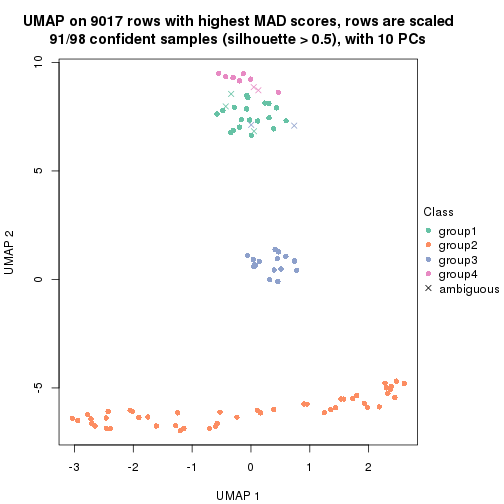 UMAP on 9017 rows with highest MAD scores, rows are scaled
91/98 confident samples (silhouette > 0.5), with 10 PCs
10
5
0
-5
UMAP 2
-3
-2
-1
0
1
2
UMAP 1
Class
group1
group2
group3
group4
ambiguous